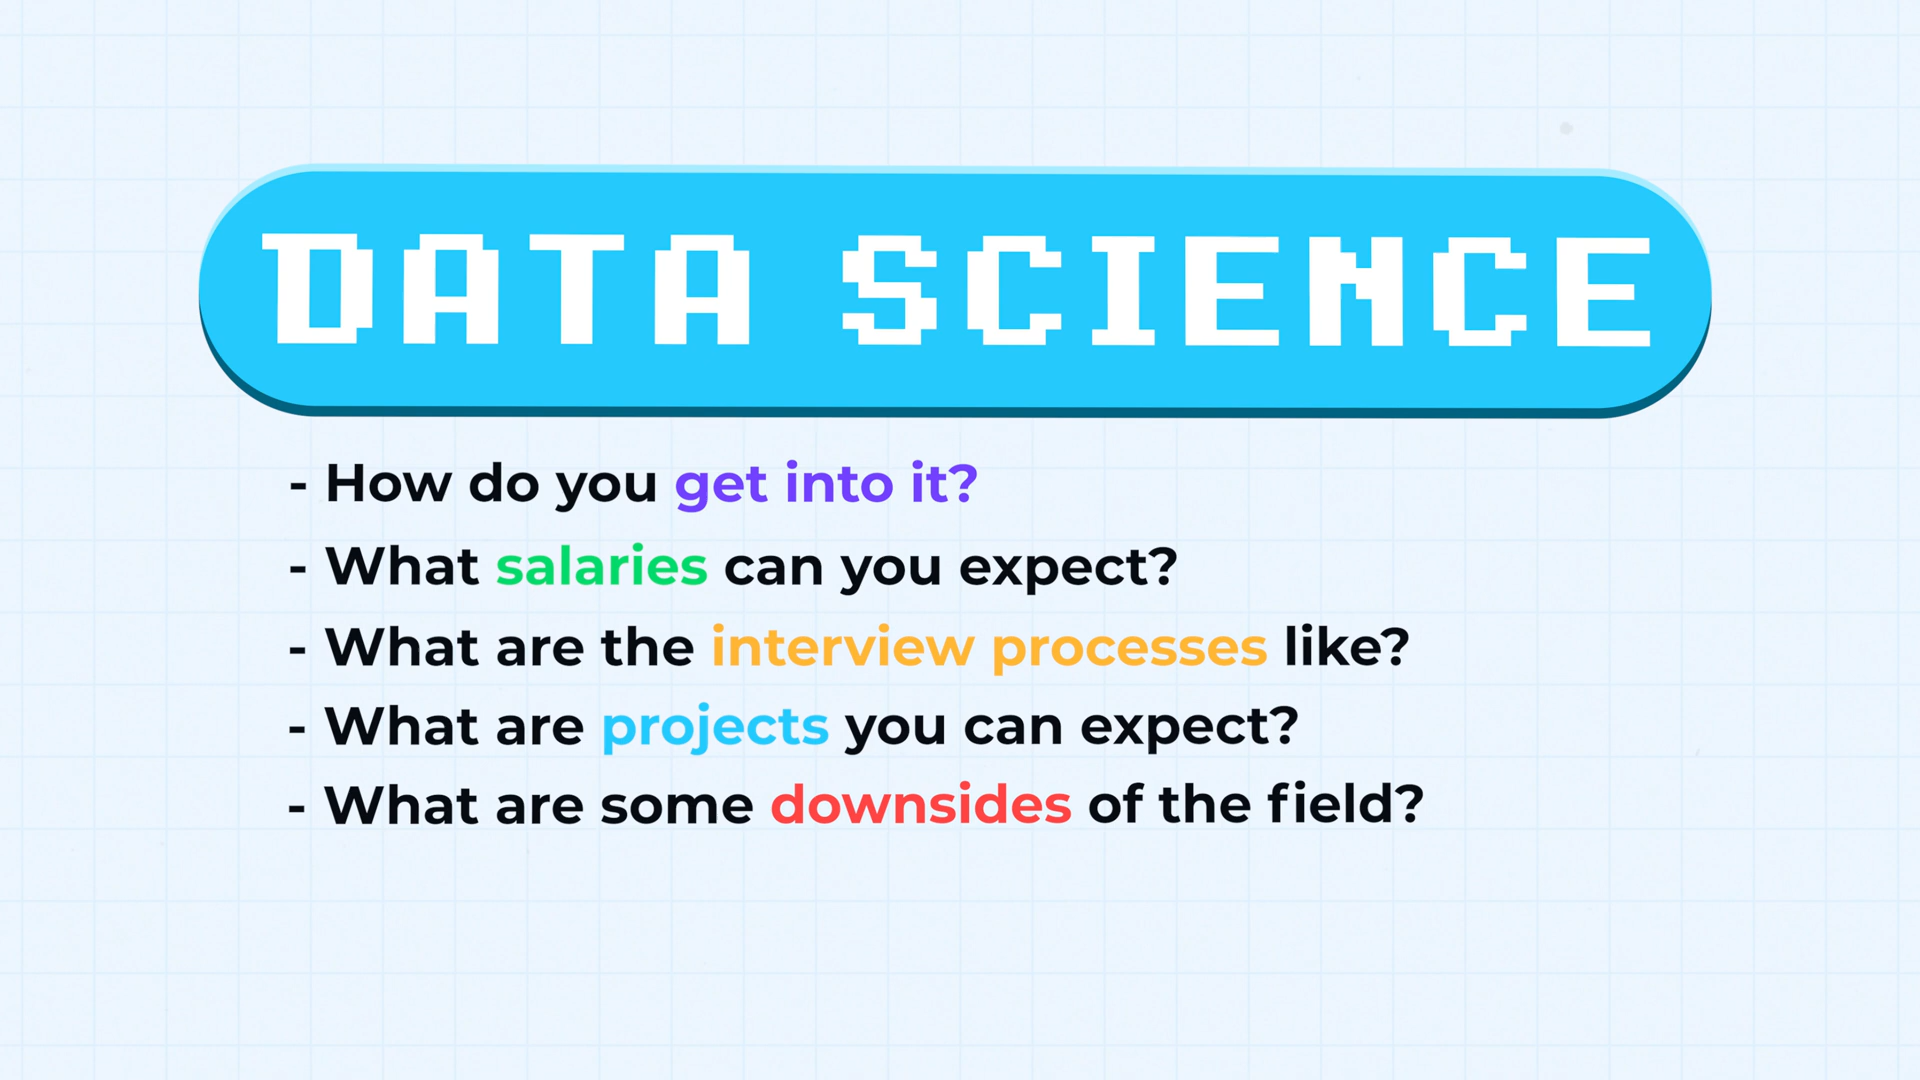 DATA SCIENCE
- How do you get into it?
- What salaries can you expect?
- What are the interview processes like?
- What are projects you can expect?
- What are some downsides of the field?